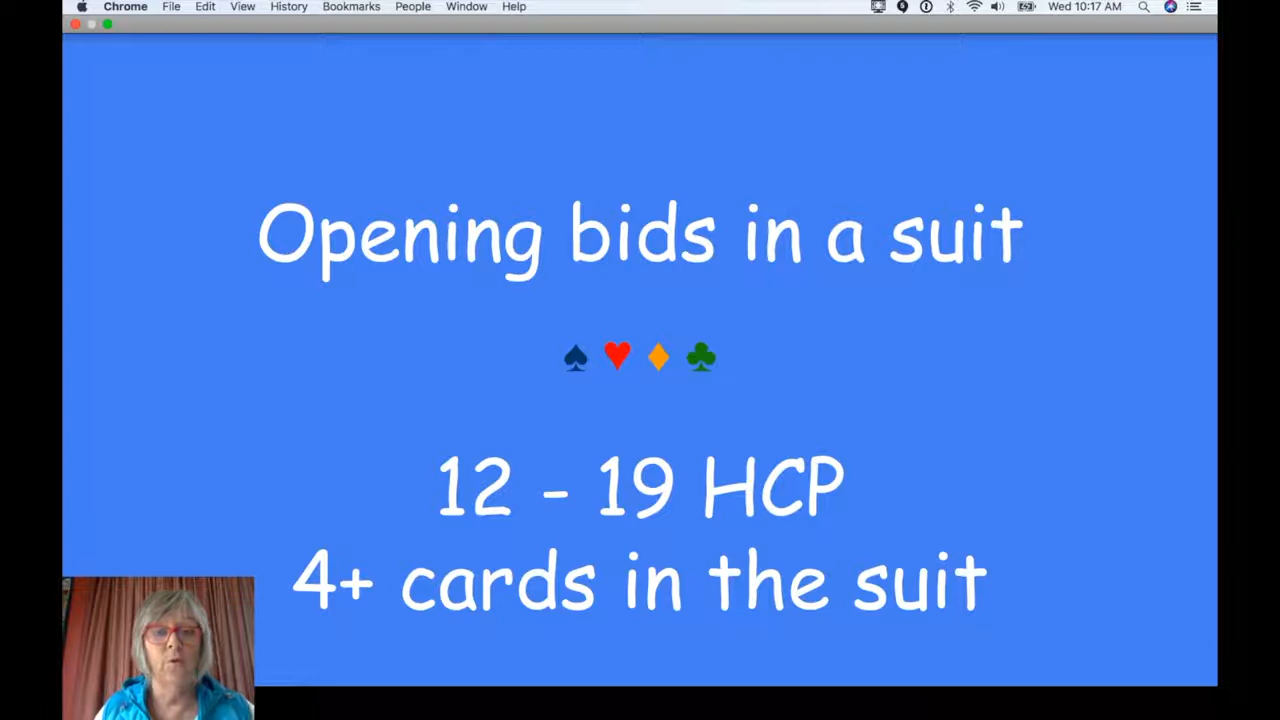 Chrome File Edit View History Bookmarks People Window Help Wed 10:17 AM
Opening bids in a suit
♠ ♥ ♦ ♣
12 - 19 HCP
4+ cards in the suit